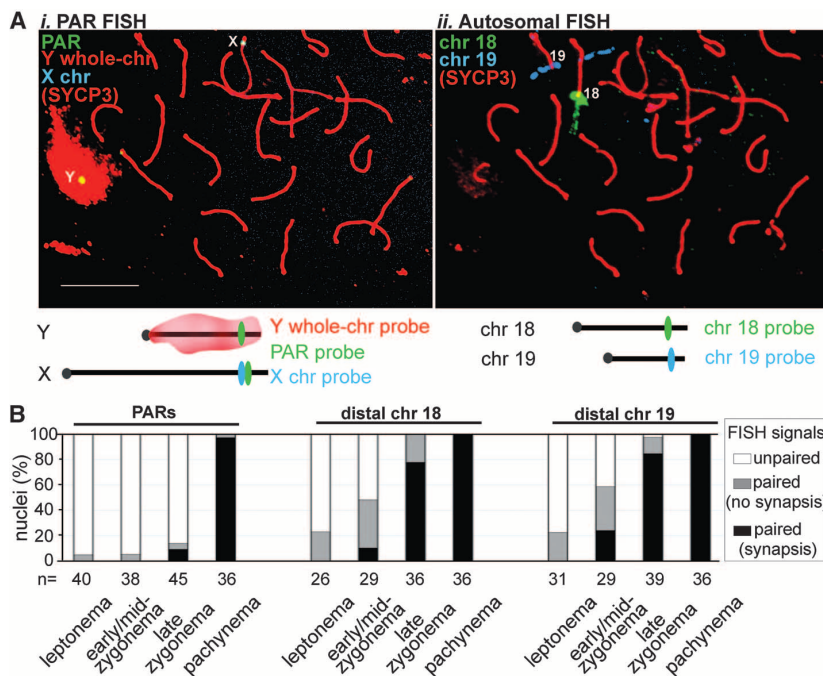 A
i. PAR FISH
PAR
Y whole-chr
X chr
(SYCP3)
X
Y
ii. Autosomal FISH
chr 18
chr 19
(SYCP3)
19
18
Y
X
Y whole-chr probe
PAR probe
X chr probe
chr 18
chr 19
chr 18 probe
chr 19 probe
B
PARs
distal chr 18
distal chr 19
nuclei (%)
100
80
60
40
20
0
n= 40 38 45 36 26 29 36 36 31 29 39 36
leptonema
early/mid-zygonema
late zygonema
pachynema
leptonema
early/mid-zygonema
late zygonema
pachynema
leptonema
early/mid-zygonema
late zygonema
pachynema
FISH signals
unpaired
paired
(no synapsis)
paired
(synapsis)